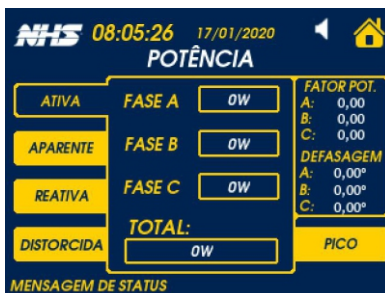 NHS 08:05:26 17/01/2020
POTÊNCIA
ATIVA
APARENTE
REATIVA
DISTORCIDA
FASE A 0W
FASE B 0W
FASE C 0W
TOTAL:
0W
FATOR POT.
A: 0,00
B: 0,00
C: 0,00
DEFASAGEM
A: 0,00°
B: 0,00°
C: 0,00°
PICO
MENSAGEM DE STATUS